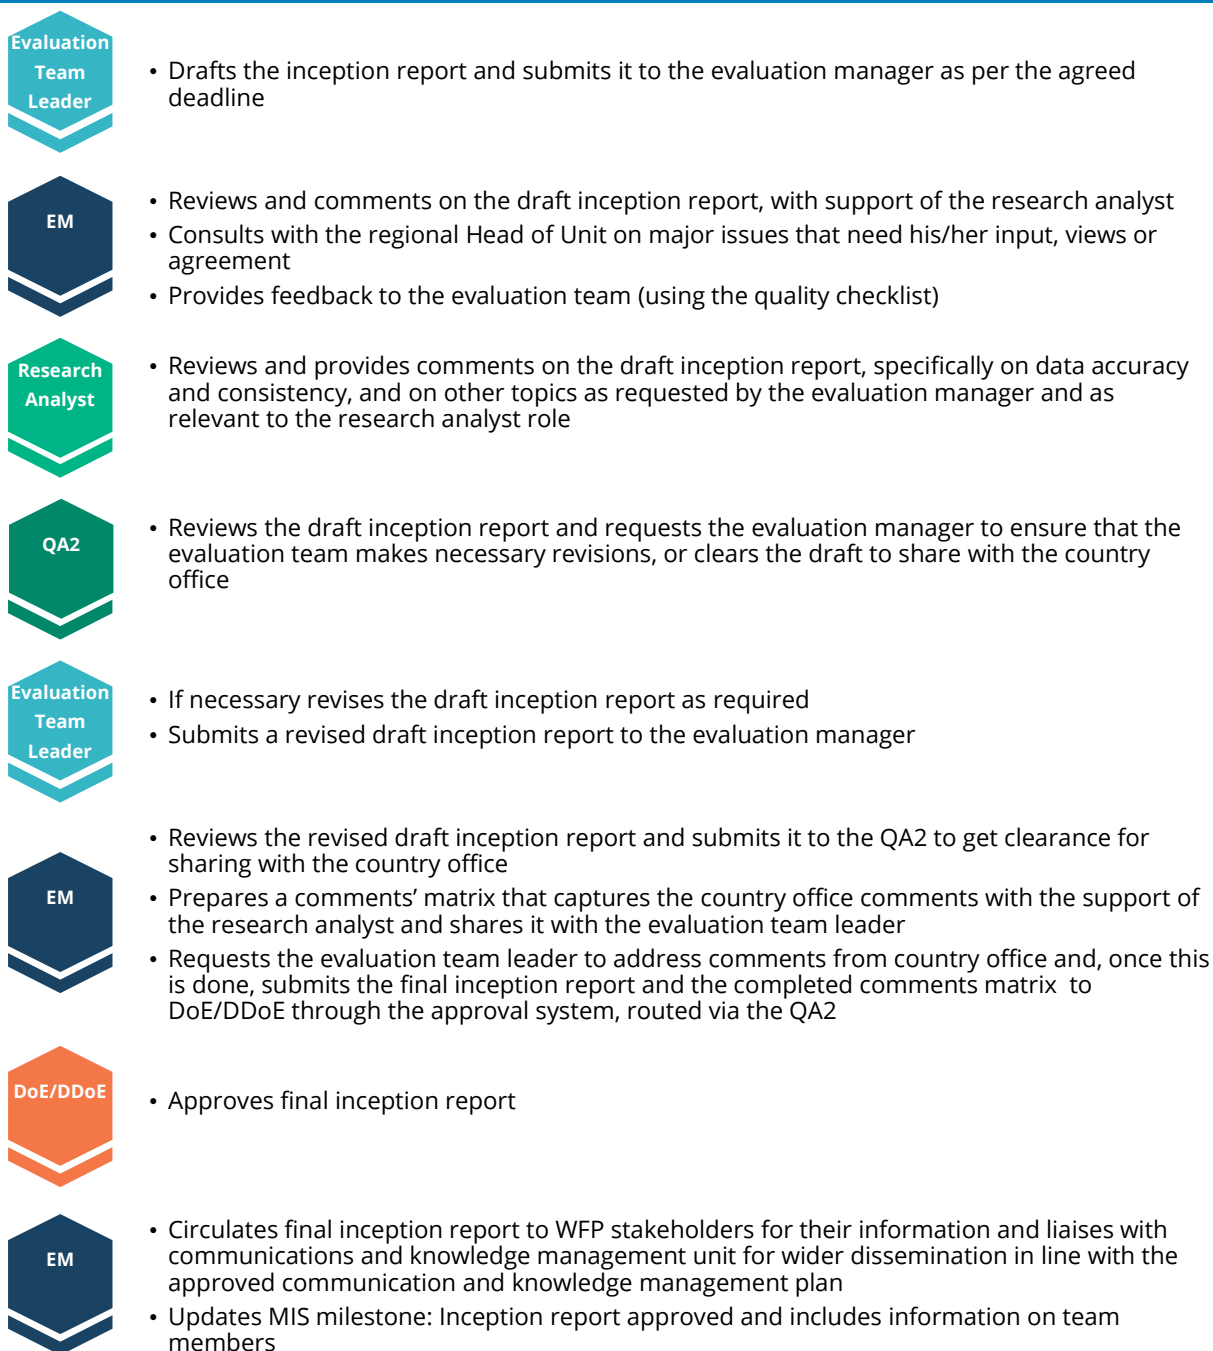 Evaluation
Team
Leader
• Drafts the inception report and submits it to the evaluation manager as per the agreed
deadline
EM
• Reviews and comments on the draft inception report, with support of the research analyst
• Consults with the regional Head of Unit on major issues that need his/her input, views or
agreement
• Provides feedback to the evaluation team (using the quality checklist)
Research
Analyst
• Reviews and provides comments on the draft inception report, specifically on data accuracy
and consistency, and on other topics as requested by the evaluation manager and as
relevant to the research analyst role
QA2
• Reviews the draft inception report and requests the evaluation manager to ensure that the
evaluation team makes necessary revisions, or clears the draft to share with the country
office
Evaluation
Team
Leader
• If necessary revises the draft inception report as required
• Submits a revised draft inception report to the evaluation manager
EM
• Reviews the revised draft inception report and submits it to the QA2 to get clearance for
sharing with the country office
• Prepares a comments’ matrix that captures the country office comments with the support of
the research analyst and shares it with the evaluation team leader
• Requests the evaluation team leader to address comments from country office and, once this
is done, submits the final inception report and the completed comments matrix to
DoE/DDoE through the approval system, routed via the QA2
DoE/DDoE
• Approves final inception report
EM
• Circulates final inception report to WFP stakeholders for their information and liaises with
communications and knowledge management unit for wider dissemination in line with the
approved communication and knowledge management plan
• Updates MIS milestone: Inception report approved and includes information on team
members